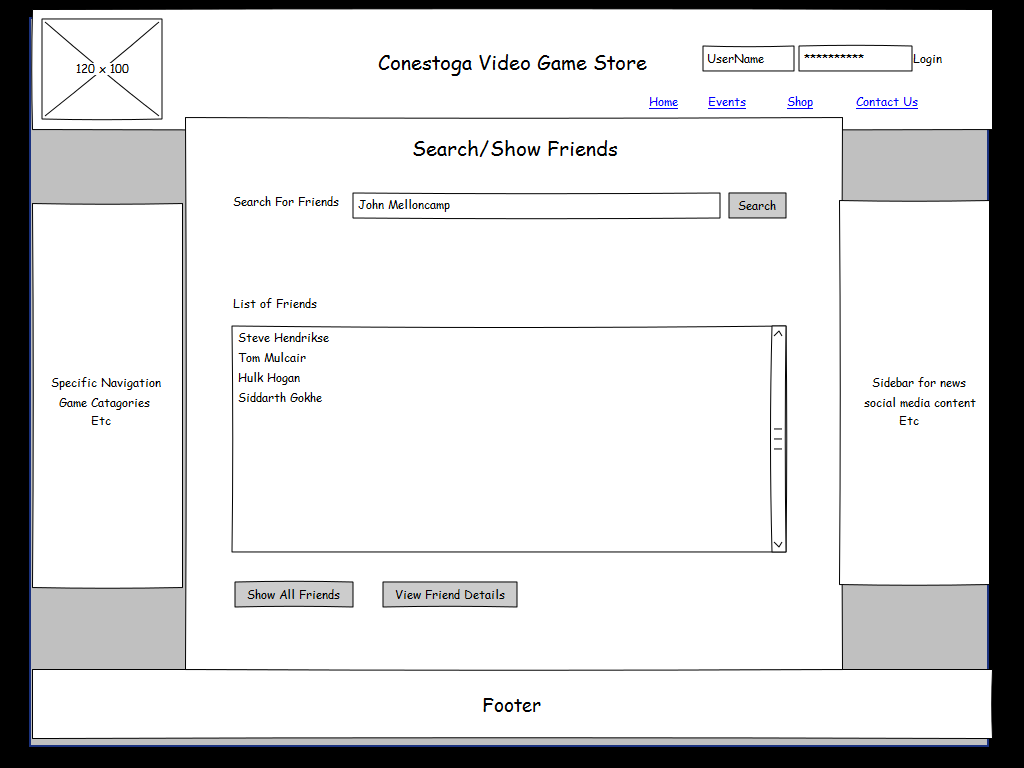 120 x 100
Conestoga Video Game Store
UserName
**********
Login
Home Events Shop Contact Us
Search/Show Friends
Search For Friends
John Melloncamp
Search
List of Friends
Steve Hendrikse
Tom Mulcair
Hulk Hogan
Siddarth Gokhe
Specific Navigation
Game Catagories
Etc
Sidebar for news
social media content
Etc
Show All Friends
View Friend Details
Footer